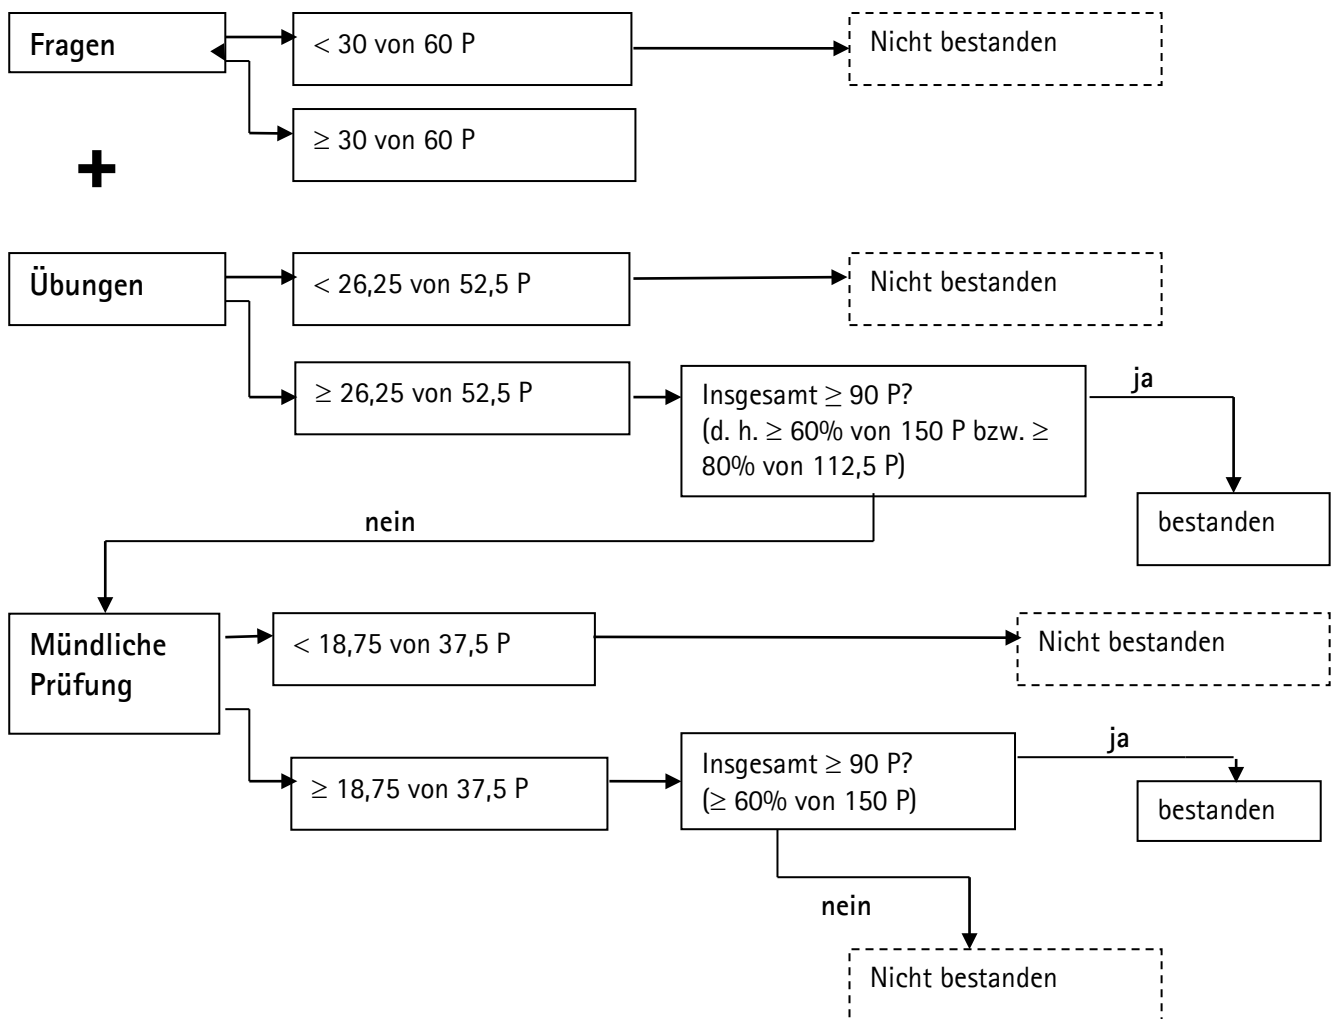 Fragen
< 30 von 60 P
Nicht bestanden
≥ 30 von 60 P
+
Übungen
< 26,25 von 52,5 P
Nicht bestanden
≥ 26,25 von 52,5 P
Insgesamt ≥ 90 P?
(d. h. ≥ 60% von 150 P bzw. ≥
80% von 112,5 P)
ja
bestanden
nein
Mündliche
Prüfung
< 18,75 von 37,5 P
Nicht bestanden
≥ 18,75 von 37,5 P
Insgesamt ≥ 90 P?
(≥ 60% von 150 P)
ja
bestanden
nein
Nicht bestanden